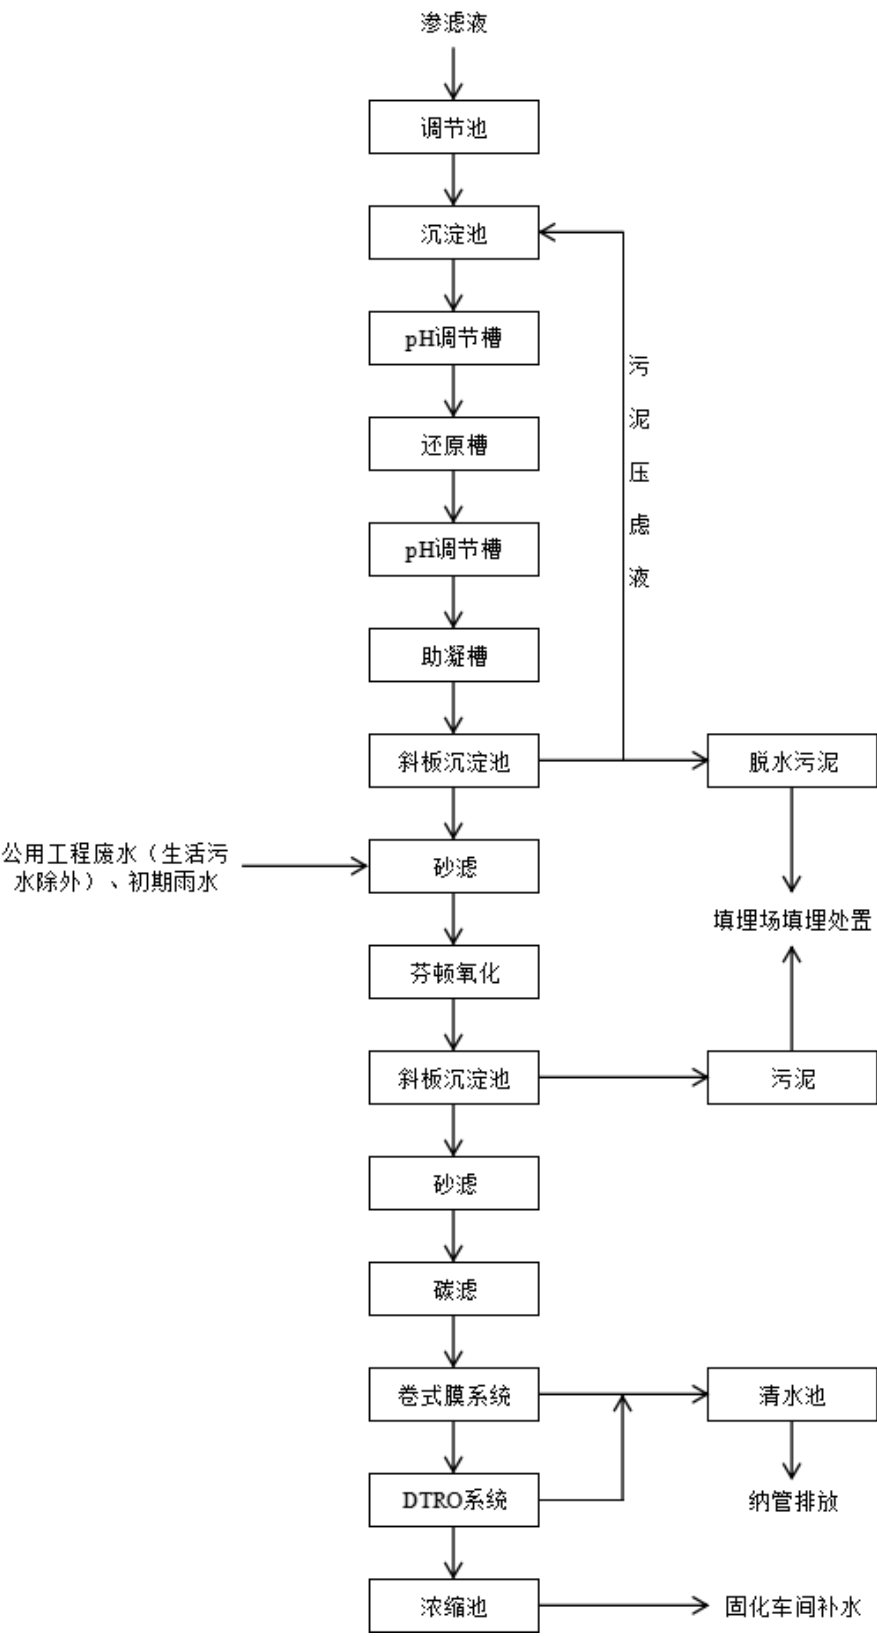 渗滤液
调节池
沉淀池
pH调节槽
还原槽
pH调节槽
助凝槽
污
泥
压
虑
液
斜板沉淀池
脱水污泥
公用工程废水（生活污
水除外）、初期雨水
砂滤
填埋场填埋处置
芬顿氧化
斜板沉淀池
污泥
砂滤
碳滤
卷式膜系统
清水池
DTRO系统
纳管排放
浓缩池
固化车间补水